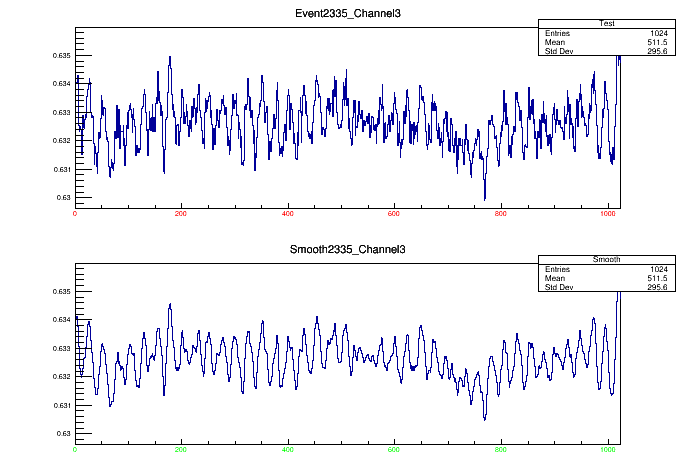 Event2335_Channel3
Test
Entries 1024
Mean 511.5
Std Dev 295.6
0.635
0.634
0.633
0.632
0.631
0.63
0 200 400 600 800 1000
Smooth2335_Channel3
Smooth
Entries 1024
Mean 511.5
Std Dev 295.6
0.635
0.634
0.633
0.632
0.631
0.63
0 200 400 600 800 1000